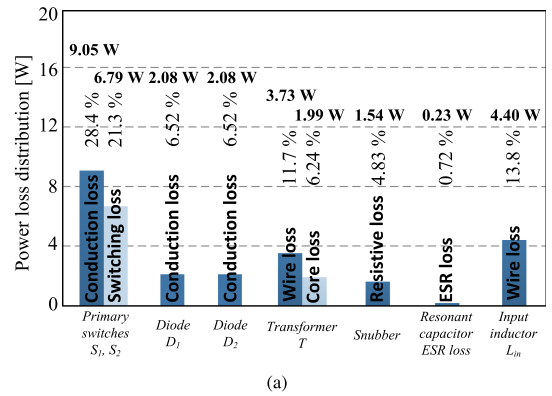 Power loss distribution [W]
20
16
12
8
4
0
9.05 W
6.79 W
2.08 W
2.08 W
3.73 W
1.99 W
1.54 W
0.23 W
4.40 W
28.4 %
21.3 %
6.52 %
6.52 %
11.7 %
6.24 %
4.83 %
0.72 %
13.8 %
Conduction loss
Switching loss
Conduction loss
Conduction loss
Wire loss
Core loss
Resistive loss
ESR loss
Wire loss
Primary
switches
S1, S2
Diode
D1
Diode
D2
Transformer
T
Snubber
Resonant
capacitor
ESR loss
Input
inductor
Lin
(a)